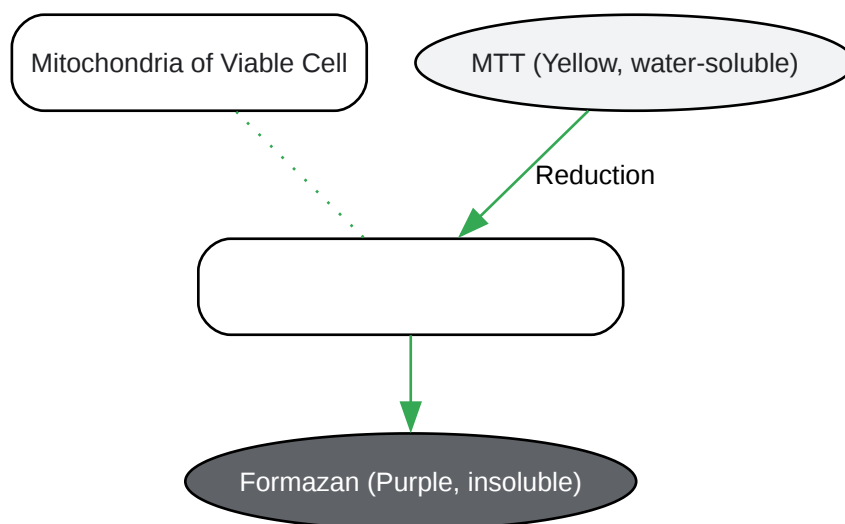 Mitochondria of Viable Cell
MTT (Yellow, water-soluble)
Reduction
Formazan (Purple, insoluble)